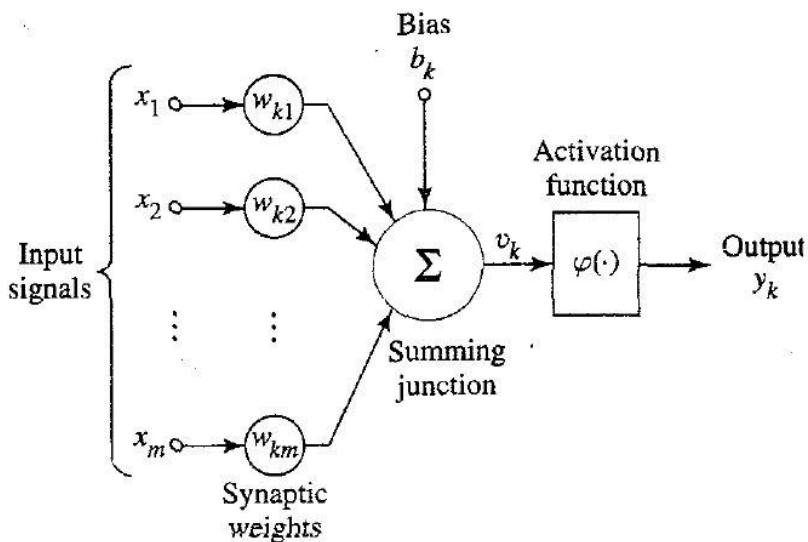 Bias
b_k
x_1
w_k1
Activation
function
x_2
w_k2
Input
signals
Σ
v_k
φ(·)
Output
y_k
⋮
⋮
Summing
junction
x_m
w_km
Synaptic
weights